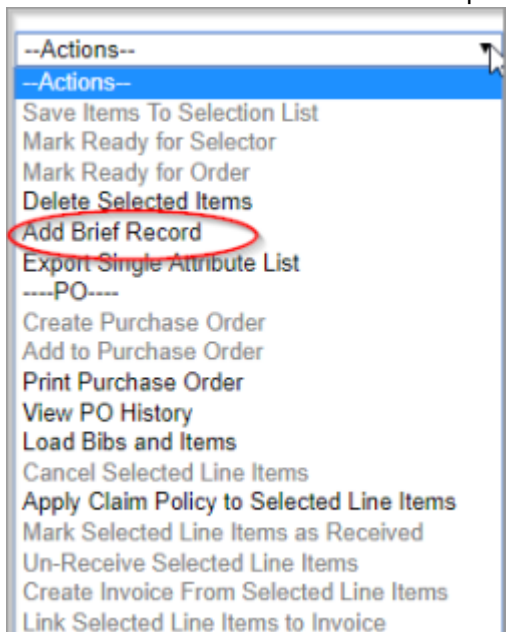 --Actions--
--Actions--
Save Items To Selection List
Mark Ready for Selector
Mark Ready for Order
Delete Selected Items
Add Brief Record
Export Single Attribute List
----PO----
Create Purchase Order
Add to Purchase Order
Print Purchase Order
View PO History
Load Bibs and Items
Cancel Selected Line Items
Apply Claim Policy to Selected Line Items
Mark Selected Line Items as Received
Un-Receive Selected Line Items
Create Invoice From Selected Line Items
Link Selected Line Items to Invoice